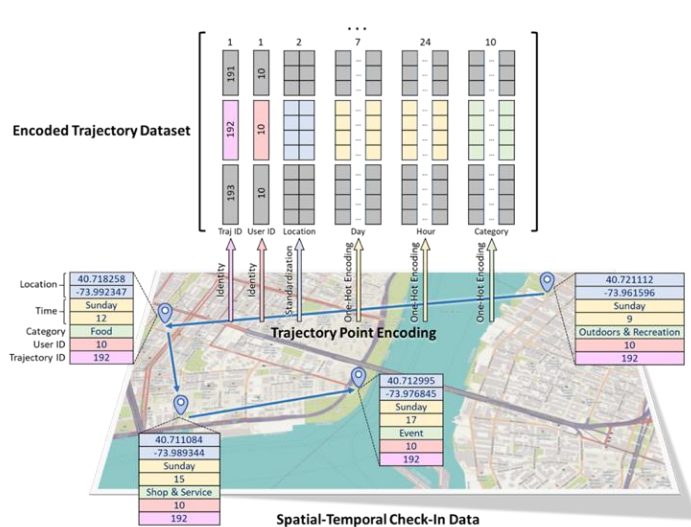 ...
1 1 2 7 24 10
191 10 ... ... ...
Encoded Trajectory Dataset
192 10 ... ... ...
193 10 ... ... ...
Traj ID User ID Location Day Hour Category
Identity Identity Standardization One-Hot Encoding One-Hot Encoding One-Hot Encoding
Trajectory Point Encoding
Location
Time
Category
User ID
Trajectory ID
40.718258
-73.992347
Sunday
12
Food
10
192
40.721112
-73.961596
Sunday
9
Outdoors & Recreation
10
192
40.712995
-73.976845
Sunday
17
Event
10
192
40.711084
-73.989344
Sunday
15
Shop & Service
10
192
Spatial-Temporal Check-In Data